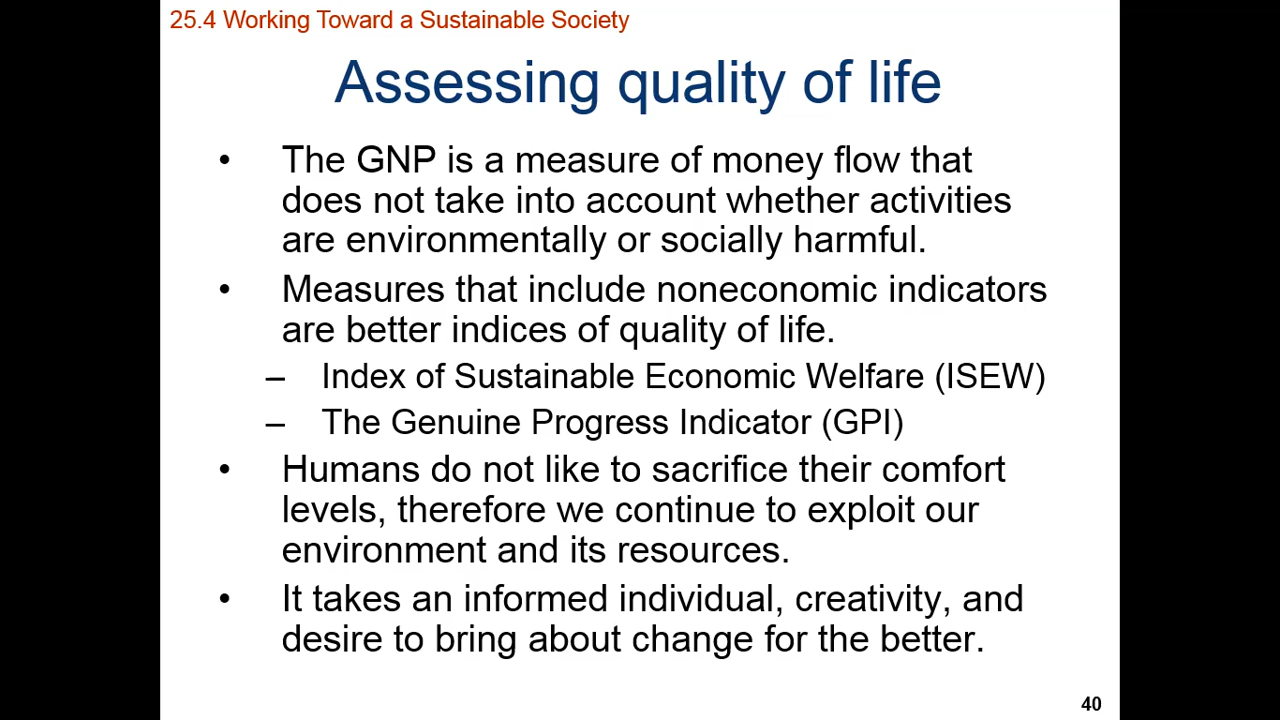 25.4 Working Toward a Sustainable Society
Assessing quality of life
• The GNP is a measure of money flow that
does not take into account whether activities
are environmentally or socially harmful.
• Measures that include noneconomic indicators
are better indices of quality of life.
– Index of Sustainable Economic Welfare (ISEW)
– The Genuine Progress Indicator (GPI)
• Humans do not like to sacrifice their comfort
levels, therefore we continue to exploit our
environment and its resources.
• It takes an informed individual, creativity, and
desire to bring about change for the better.
40